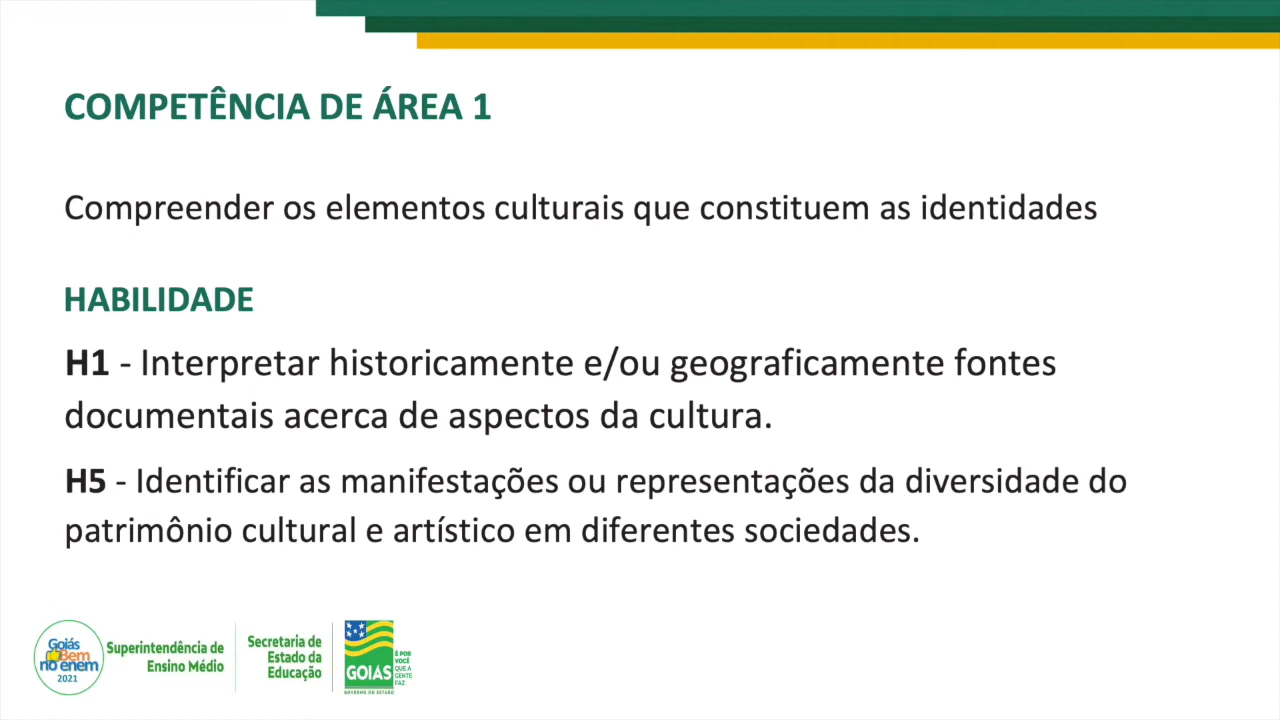 COMPETÊNCIA DE ÁREA 1
Compreender os elementos culturais que constituem as identidades
HABILIDADE
H1 - Interpretar historicamente e/ou geograficamente fontes
documentais acerca de aspectos da cultura.
H5 - Identificar as manifestações ou representações da diversidade do
patrimônio cultural e artístico em diferentes sociedades.
Goiás
Bem
no enem
2021
Superintendência de
Ensino Médio
Secretaria de
Estado da
Educação
GOIÁS
GOVERNO DO ESTADO
É POR
VOCÊ
QUE A
GENTE
FAZ